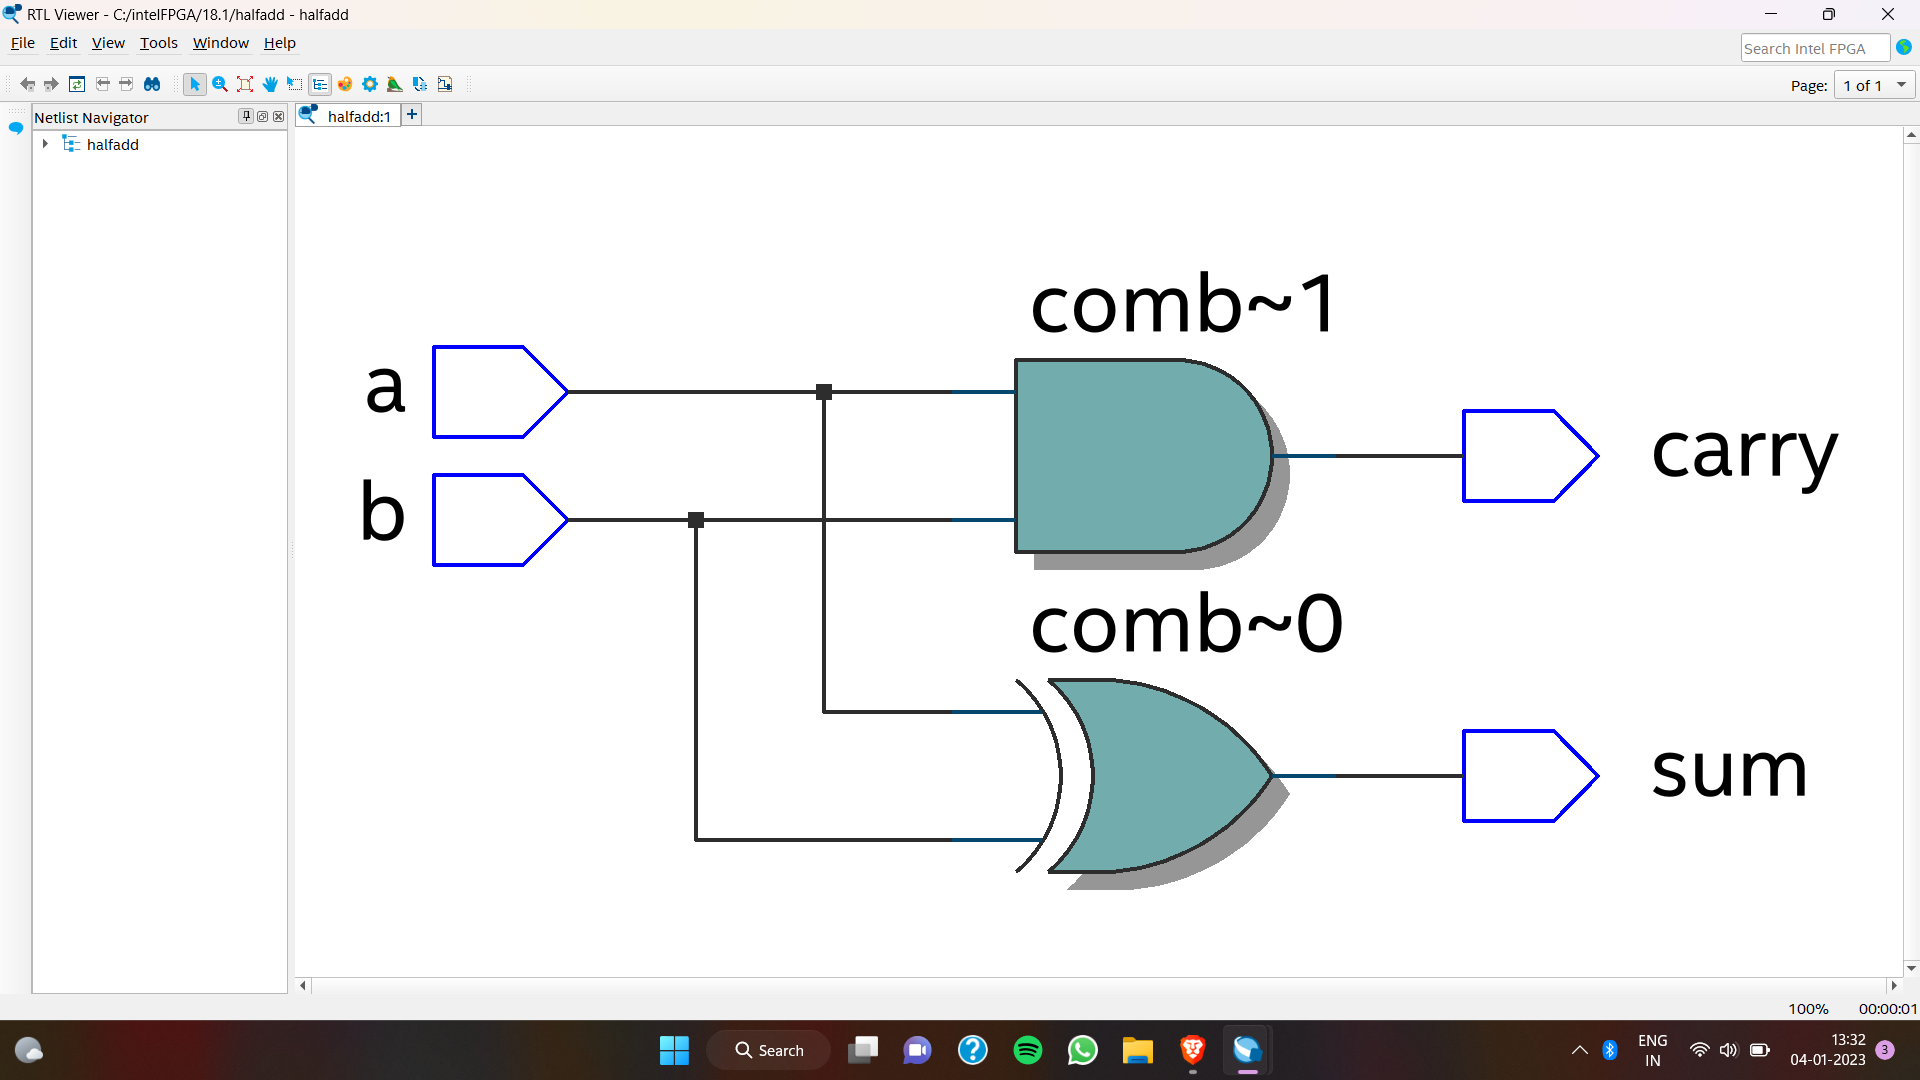 RTL Viewer - C:/intelFPGA/18.1/halfadd - halfadd
File Edit View Tools Window Help
Search Intel FPGA
Page: 1 of 1
Netlist Navigator
halfadd:1
halfadd
comb~1
a
carry
b
comb~0
sum
100% 00:00:01
Search
ENG
IN
13:32
04-01-2023
3